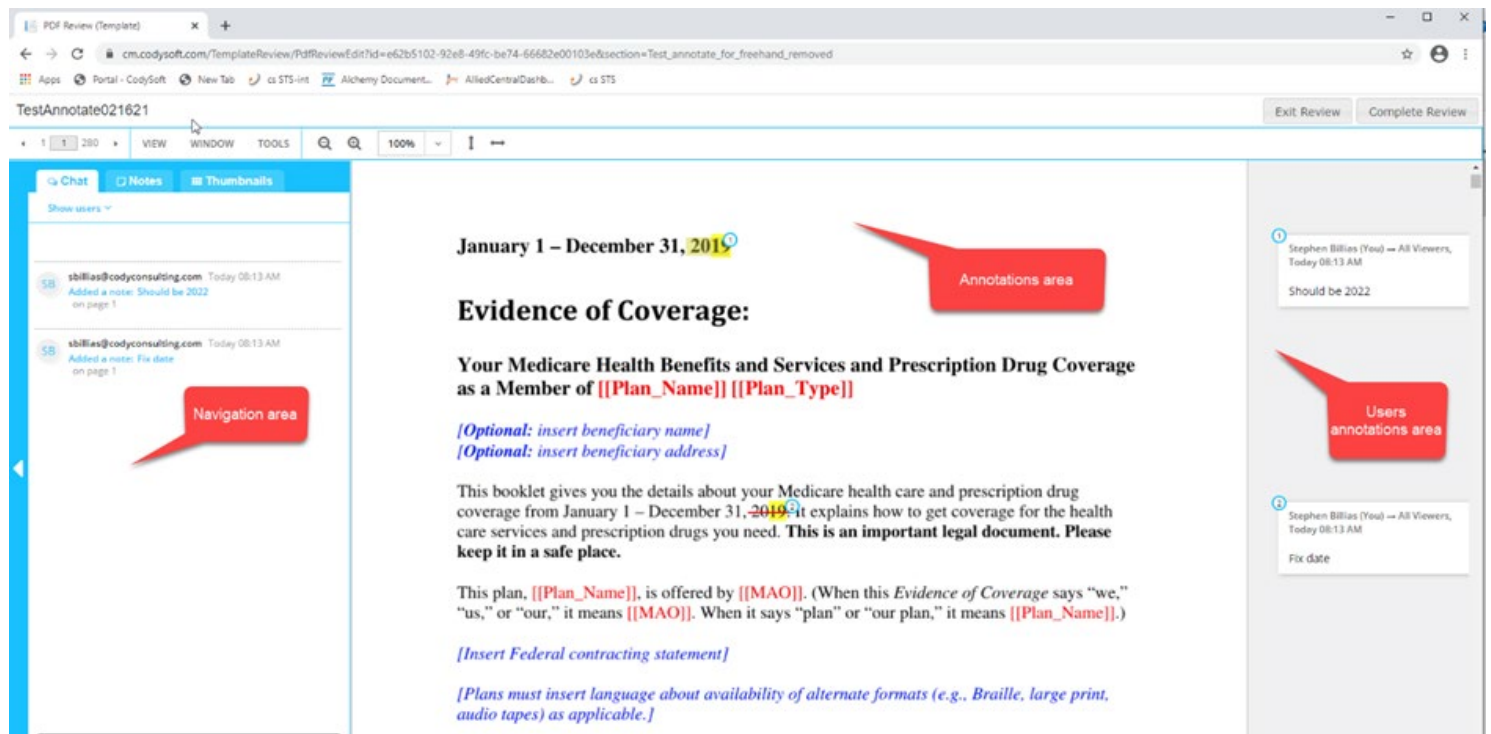 PDF Review (Template)
cm.codysoft.com/TemplateReview/PdfReviewEdit?id=e62b5102-92e8-49fc-be74-66682e00103e&section=Test_annotate_for_freehand_removed
Apps Portal - CodySoft New Tab cs STS-int Alchemy Document... AlliedCentralDashb... cs STS
TestAnnotate021621
Exit Review Complete Review
1 1 280 VIEW WINDOW TOOLS 100%
Chat Notes Thumbnails
Show users
SB sbillias@codyconsulting.com Today 08:13 AM
Added a note: Should be 2022
on page 1
SB sbillias@codyconsulting.com Today 08:13 AM
Added a note: Fix date
on page 1
Navigation area
January 1 – December 31, 2019 1
Annotations area
Evidence of Coverage:
Your Medicare Health Benefits and Services and Prescription Drug Coverage
as a Member of [[Plan_Name]] [[Plan_Type]]
[Optional: insert beneficiary name]
[Optional: insert beneficiary address]
This booklet gives you the details about your Medicare health care and prescription drug
coverage from January 1 – December 31, 2019. 2 It explains how to get coverage for the health
care services and prescription drugs you need. This is an important legal document. Please
keep it in a safe place.
This plan, [[Plan_Name]], is offered by [[MAO]]. (When this Evidence of Coverage says “we,”
“us,” or “our,” it means [[MAO]]. When it says “plan” or “our plan,” it means [[Plan_Name]].)
[Insert Federal contracting statement]
[Plans must insert language about availability of alternate formats (e.g., Braille, large print,
audio tapes) as applicable.]
1
Stephen Billias (You) → All Viewers,
Today 08:13 AM
Should be 2022
Users
annotations area
2
Stephen Billias (You) → All Viewers,
Today 08:13 AM
Fix date